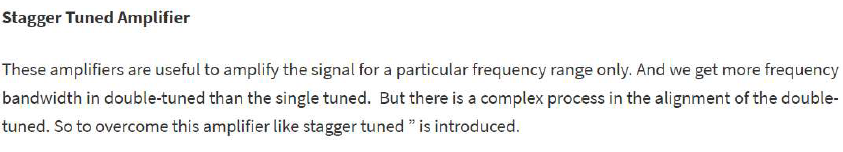 Stagger Tuned Amplifier
These amplifiers are useful to amplify the signal for a particular frequency range only. And we get more frequency
bandwidth in double-tuned than the single tuned.  But there is a complex process in the alignment of the double-
tuned. So to overcome this amplifier like stagger tuned ” is introduced.